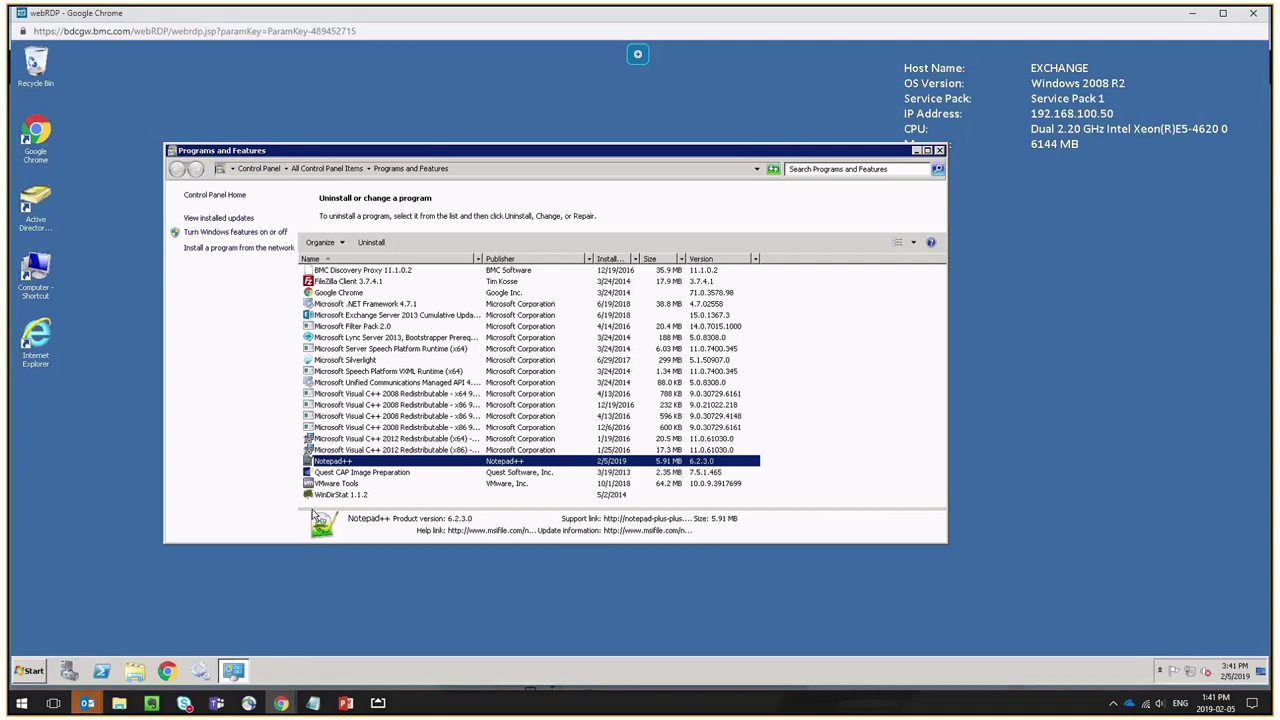 webRDP - Google Chrome
https://bdcgw.bmc.com/webRDP/webrdp.jsp?paramKey=ParamKey-489452715
Recycle Bin
Google
Chrome
Active
Director...
Computer -
Shortcut
Internet
Explorer
Host Name: EXCHANGE
OS Version: Windows 2008 R2
Service Pack: Service Pack 1
IP Address: 192.168.100.50
CPU: Dual 2.20 GHz Intel Xeon(R)E5-4620 0
6144 MB
Programs and Features
Control Panel All Control Panel Items Programs and Features
Search Programs and Features
Control Panel Home
View installed updates
Turn Windows features on or off
Install a program from the network
Uninstall or change a program
To uninstall a program, select it from the list and then click Uninstall, Change, or Repair.
Organize Uninstall
Name Publisher Install... Size Version
BMC Discovery Proxy 11.1.0.2 BMC Software 12/19/2016 35.9 MB 11.1.0.2
FileZilla Client 3.7.4.1 Tim Kosse 3/24/2014 17.9 MB 3.7.4.1
Google Chrome Google Inc. 3/24/2014 71.0.3578.98
Microsoft .NET Framework 4.7.1 Microsoft Corporation 6/19/2018 38.8 MB 4.7.02558
Microsoft Exchange Server 2013 Cumulative Upda... Microsoft Corporation 6/19/2018 15.0.1367.3
Microsoft Filter Pack 2.0 Microsoft Corporation 4/14/2016 20.4 MB 14.0.7015.1000
Microsoft Lync Server 2013, Bootstrapper Prereq... Microsoft Corporation 3/24/2014 188 MB 5.0.8308.0
Microsoft Server Speech Platform Runtime (x64) Microsoft Corporation 3/24/2014 6.03 MB 11.0.7400.345
Microsoft Silverlight Microsoft Corporation 6/29/2017 299 MB 5.1.50907.0
Microsoft Speech Platform VXML Runtime (x64) Microsoft Corporation 3/24/2014 1.34 MB 11.0.7400.345
Microsoft Unified Communications Managed API 4.... Microsoft Corporation 3/24/2014 88.0 KB 5.0.8308.0
Microsoft Visual C++ 2008 Redistributable - x64 9... Microsoft Corporation 4/13/2016 788 KB 9.0.30729.6161
Microsoft Visual C++ 2008 Redistributable - x86 9... Microsoft Corporation 12/19/2016 232 KB 9.0.21022.218
Microsoft Visual C++ 2008 Redistributable - x86 9... Microsoft Corporation 4/13/2016 596 KB 9.0.30729.4148
Microsoft Visual C++ 2008 Redistributable - x86 9... Microsoft Corporation 12/6/2016 600 KB 9.0.30729.6161
Microsoft Visual C++ 2012 Redistributable (x64) -... Microsoft Corporation 1/19/2016 20.5 MB 11.0.61030.0
Microsoft Visual C++ 2012 Redistributable (x86) -... Microsoft Corporation 1/25/2016 17.3 MB 11.0.61030.0
Notepad++ Notepad++ 2/5/2019 5.91 MB 6.2.3.0
Quest CAP Image Preparation Quest Software, Inc. 3/19/2013 2.35 MB 7.5.1.465
VMware Tools VMware, Inc. 10/1/2018 64.2 MB 10.0.9.3917699
WinDirStat 1.1.2 5/2/2014
Notepad++ Product version: 6.2.3.0 Support link: http://notepad-plus-plus.... Size: 5.91 MB
Help link: http://www.msifile.com/n... Update information: http://www.msifile.com/n...
Start
3:41 PM
2/5/2019
ENG
1:41 PM
2019-02-05